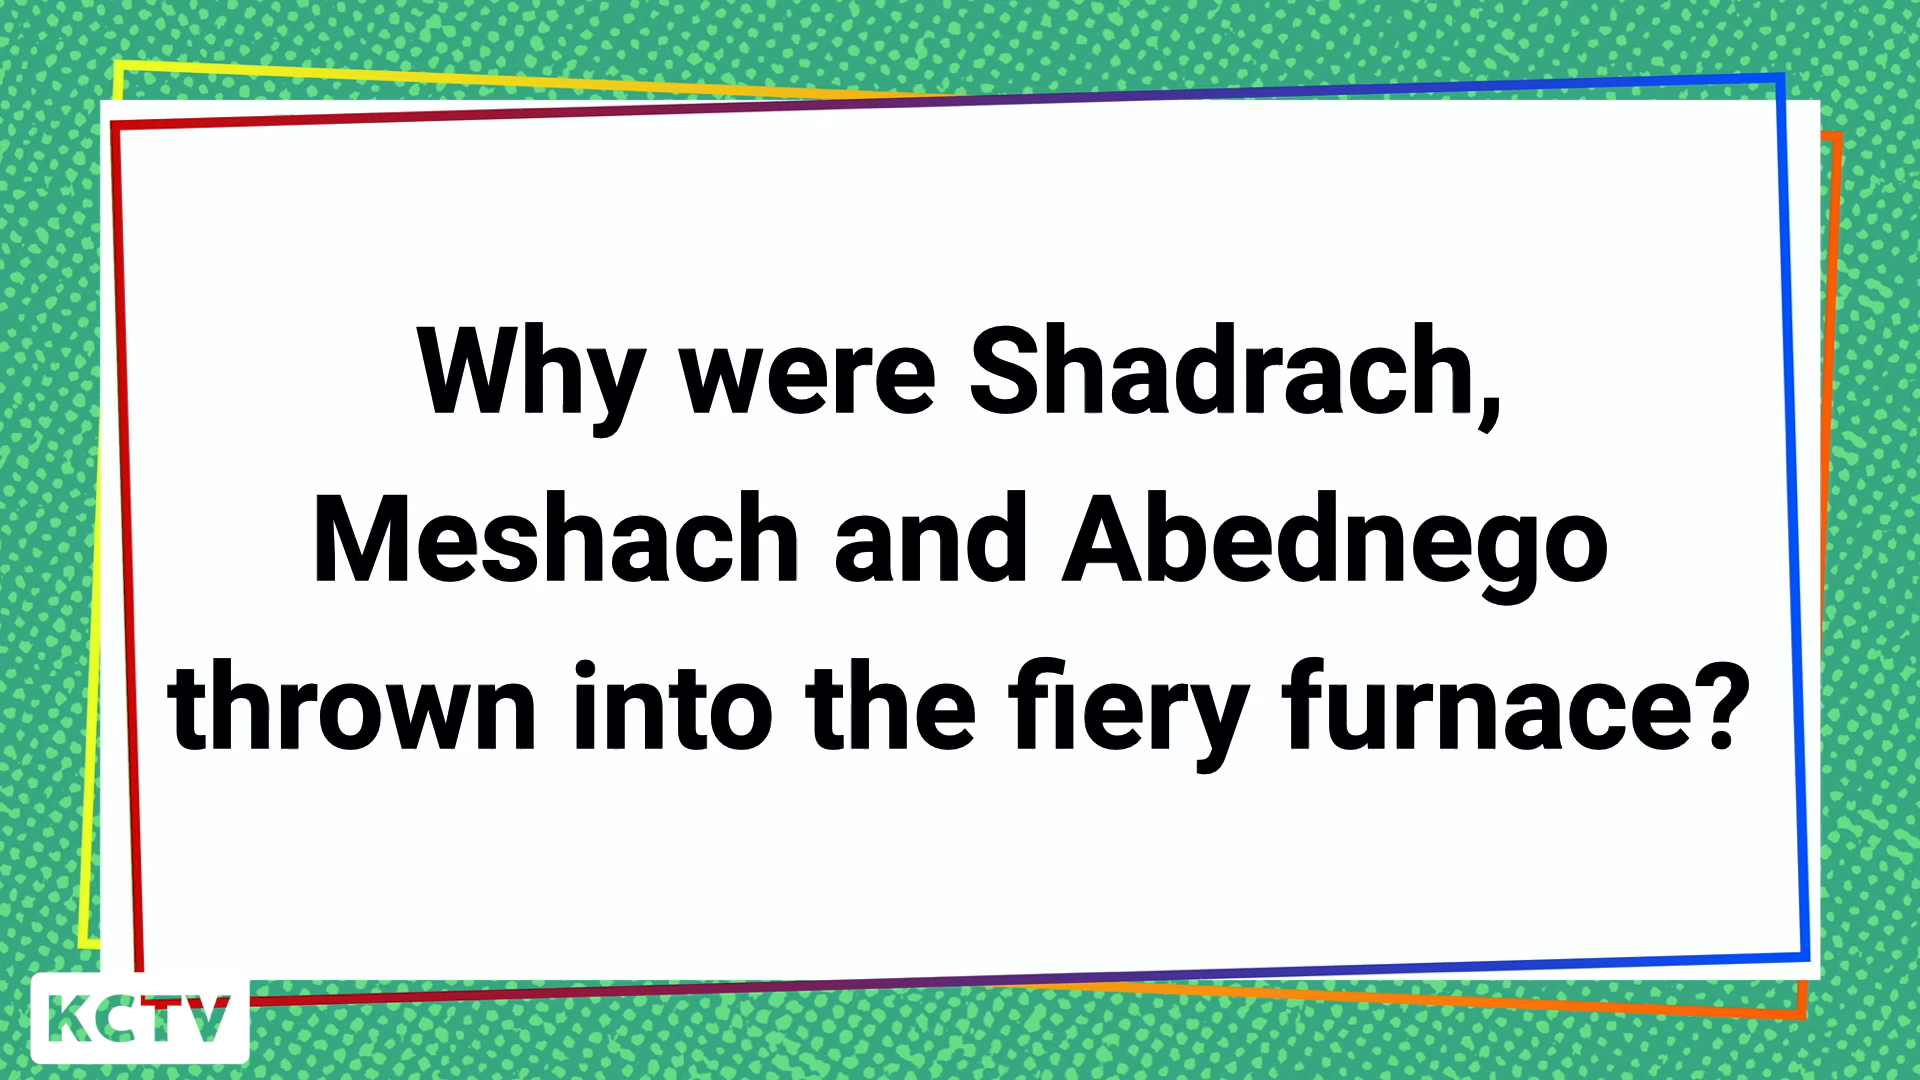 Why were Shadrach,
Meshach and Abednego
thrown into the fiery furnace?
KCTV